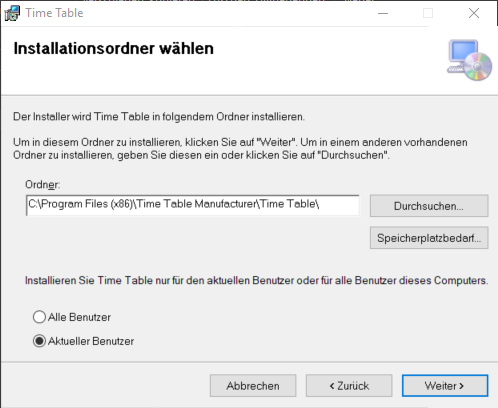 Time Table
Installationsordner wählen
Der Installer wird Time Table in folgendem Ordner installieren.
Um in diesem Ordner zu installieren, klicken Sie auf "Weiter". Um in einem anderen vorhandenen
Ordner zu installieren, geben Sie diesen ein oder klicken Sie auf "Durchsuchen".
Ordner:
C:\Program Files (x86)\Time Table Manufacturer\Time Table\
Durchsuchen...
Speicherplatzbedarf...
Installieren Sie Time Table nur für den aktuellen Benutzer oder für alle Benutzer dieses Computers.
Alle Benutzer
Aktueller Benutzer
Abbrechen
< Zurück
Weiter >